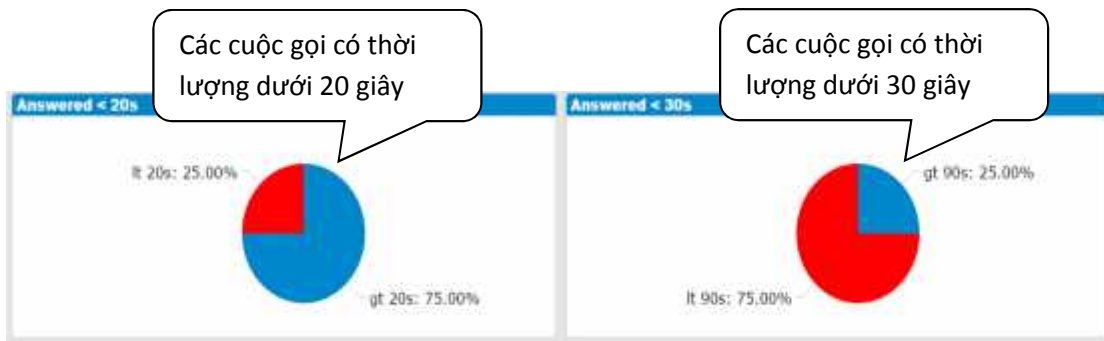 Các cuộc gọi có thời
lượng dưới 20 giây
Các cuộc gọi có thời
lượng dưới 30 giây
Answered < 20s
Answered < 30s
lt 20s: 25.00%
gt 20s: 75.00%
gt 90s: 25.00%
lt 90s: 75.00%